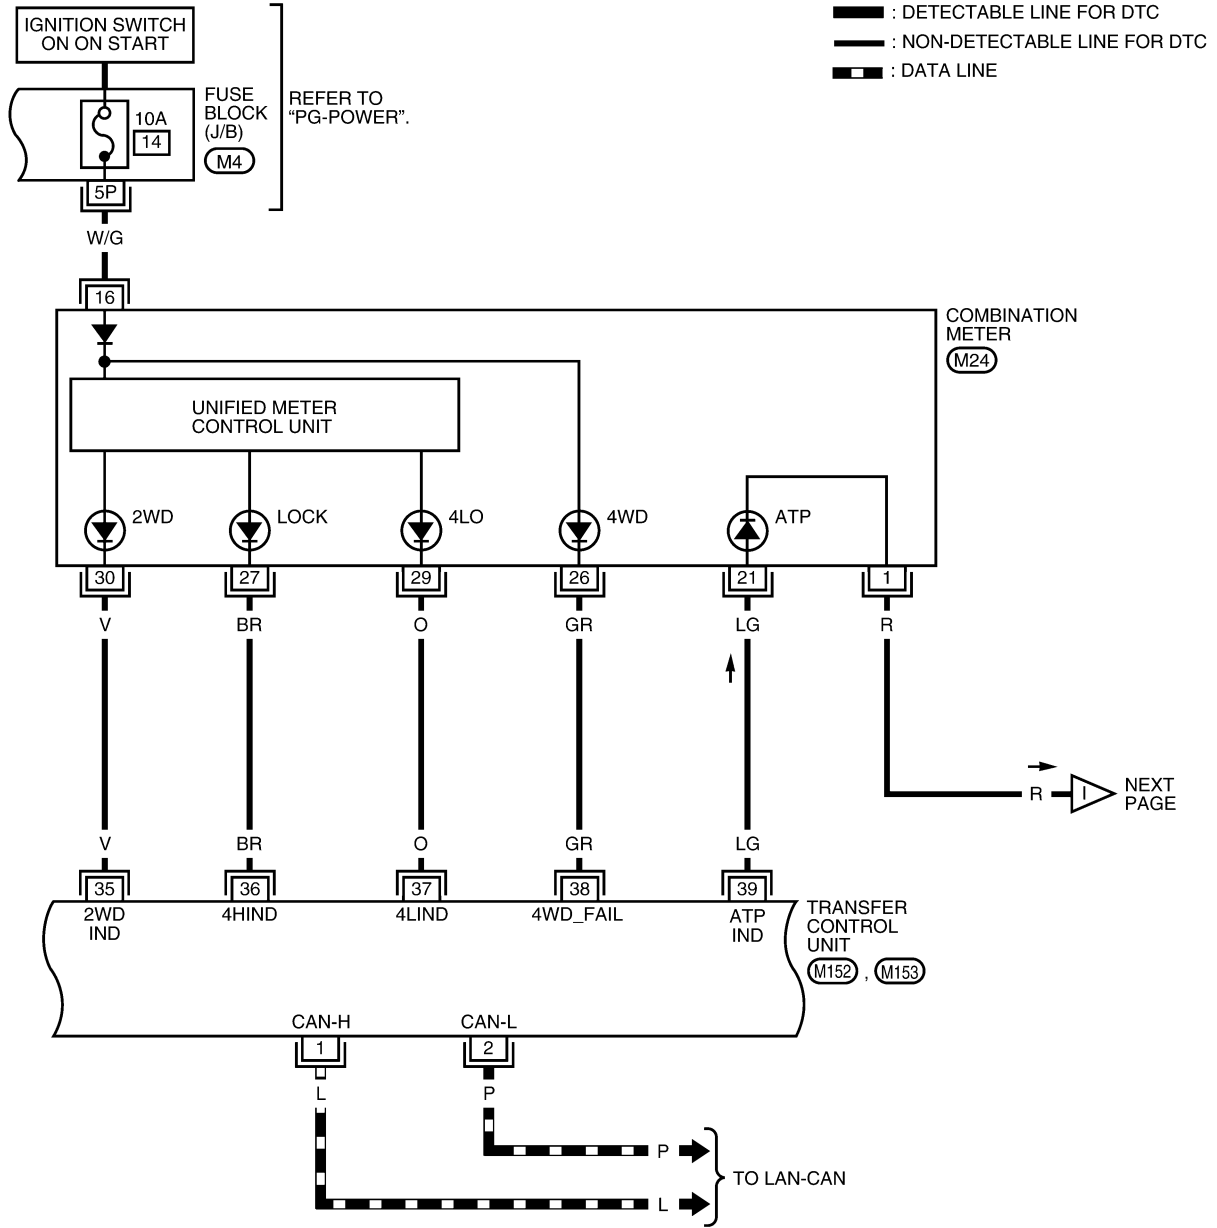 IGNITION SWITCH
ON ON START
: DETECTABLE LINE FOR DTC
: NON-DETECTABLE LINE FOR DTC
: DATA LINE
FUSE
BLOCK
(J/B)
M4
10A
14
REFER TO
“PG-POWER”.
5P
W/G
16
COMBINATION
METER
M24
UNIFIED METER
CONTROL UNIT
2WD
LOCK
4LO
4WD
ATP
30
27
29
26
21
1
V
BR
O
GR
LG
R
R
I
NEXT
PAGE
V
BR
O
GR
LG
35
36
37
38
39
2WD
IND
4HIND
4LIND
4WD_FAIL
ATP
IND
TRANSFER
CONTROL
UNIT
M152 , M153
CAN-H
CAN-L
1
2
L
P
P
L
TO LAN-CAN